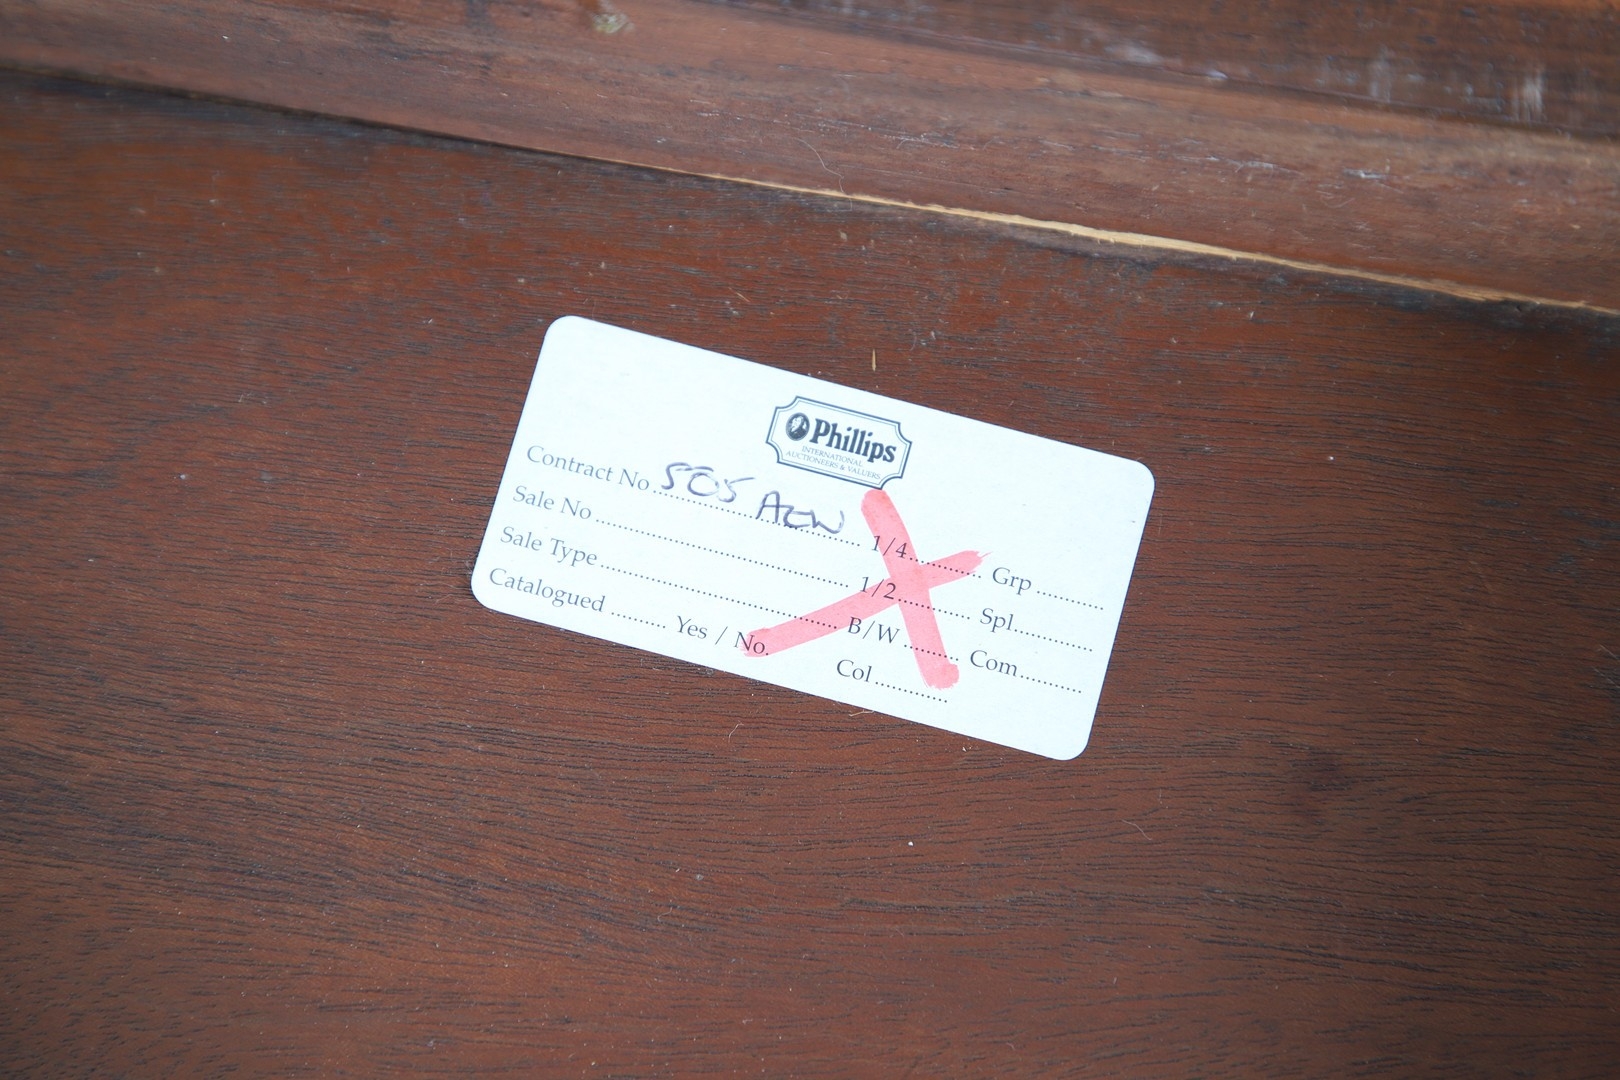 Phillips
INTERNATIONAL
AUCTIONEERS & VALUERS
Contract No 505 AEW 1/4............ Grp ............
Sale No ............ 1/2............ Spl............
Sale Type............ B/W ......... Com............
Catalogued ......... Yes / No. Col ............